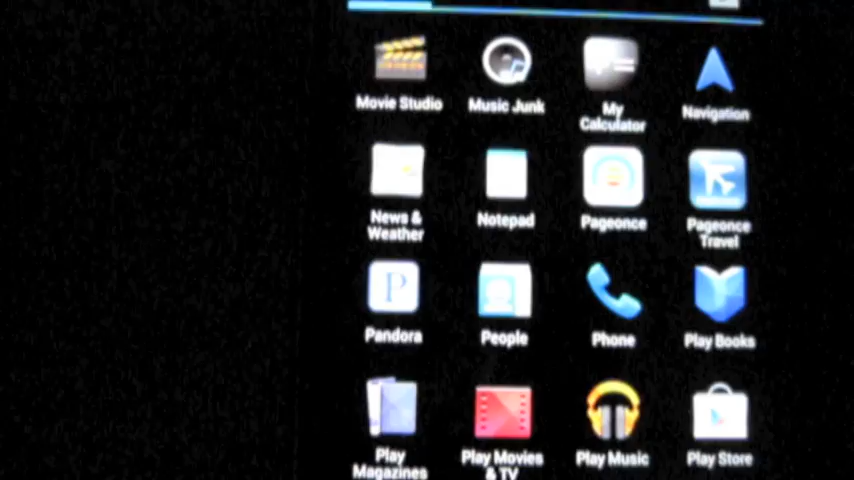 Movie Studio
Music Junk
My
Calculator
Navigation
News &
Weather
Notepad
Pageonce
Pageonce
Travel
P
Pandora
People
Phone
Play Books
Play
Magazines
Play Movies
& TV
Play Music
Play Store